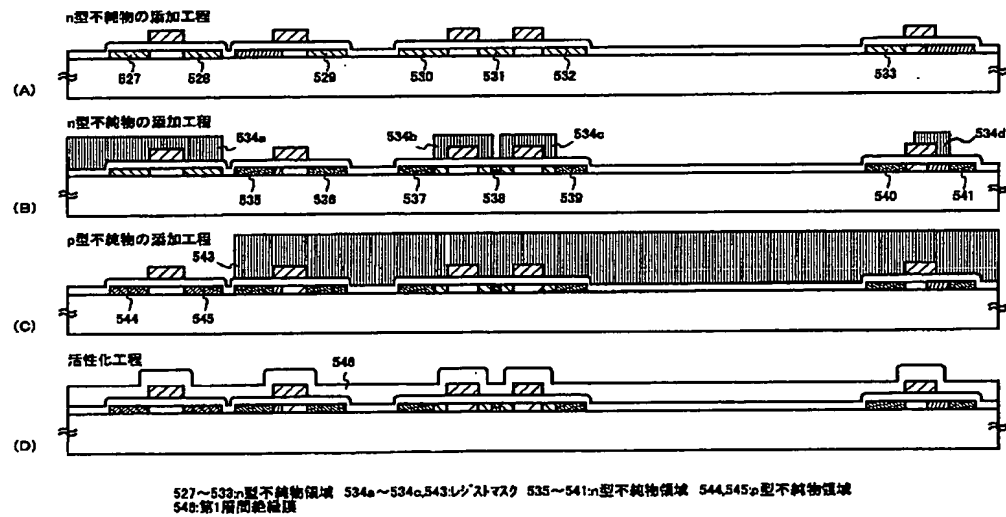 n型不純物の添加工程
527 528 529 530 531 532 533
(A)
n型不純物の添加工程
534a 534b 534c 534d
535 536 537 538 539 540 541
(B)
p型不純物の添加工程
543
544 545
(C)
活性化工程
546
(D)
527〜533:n型不純物領域 534a〜534c,543:レジストマスク 535〜541:n型不純物領域 544,545:p型不純物領域
546:第1層間絶縁膜